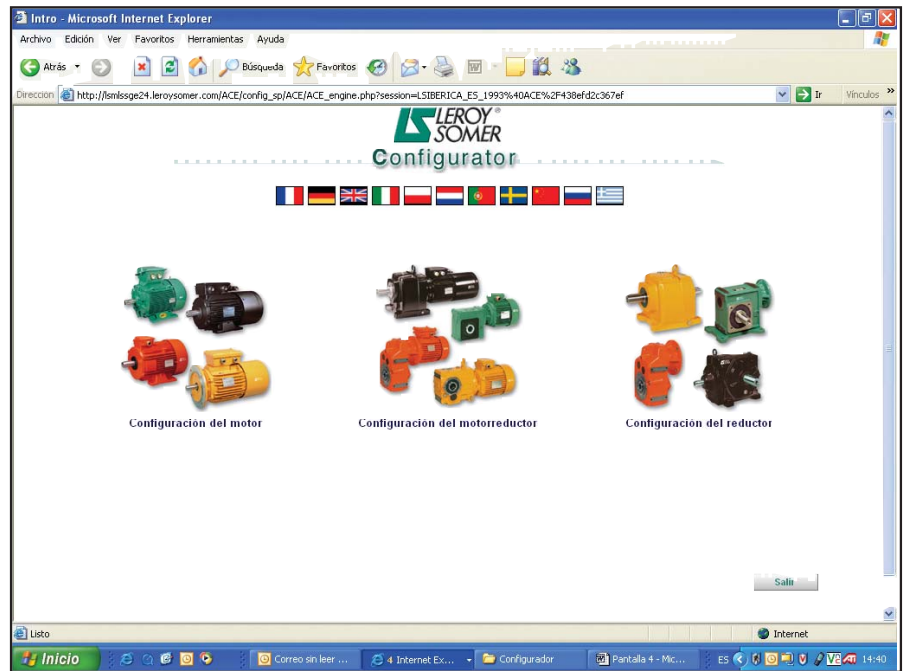 Intro - Microsoft Internet Explorer
Archivo Edición Ver Favoritos Herramientas Ayuda
Atrás Búsqueda Favoritos
Dirección http://lsmlssge24.leroysomer.com/ACE/config_sp/ACE/ACE_engine.php?session=LSIBERICA_ES_1993%40ACE%2F438efd2c367ef Ir Vínculos »
LEROY®
SOMER
Configurator
Configuración del motor Configuración del motorreductor Configuración del reductor
Salir
Listo Internet
Inicio Correo sin leer ... 4 Internet Ex... Configurador Pantalla 4 - Mic... ES 14:40